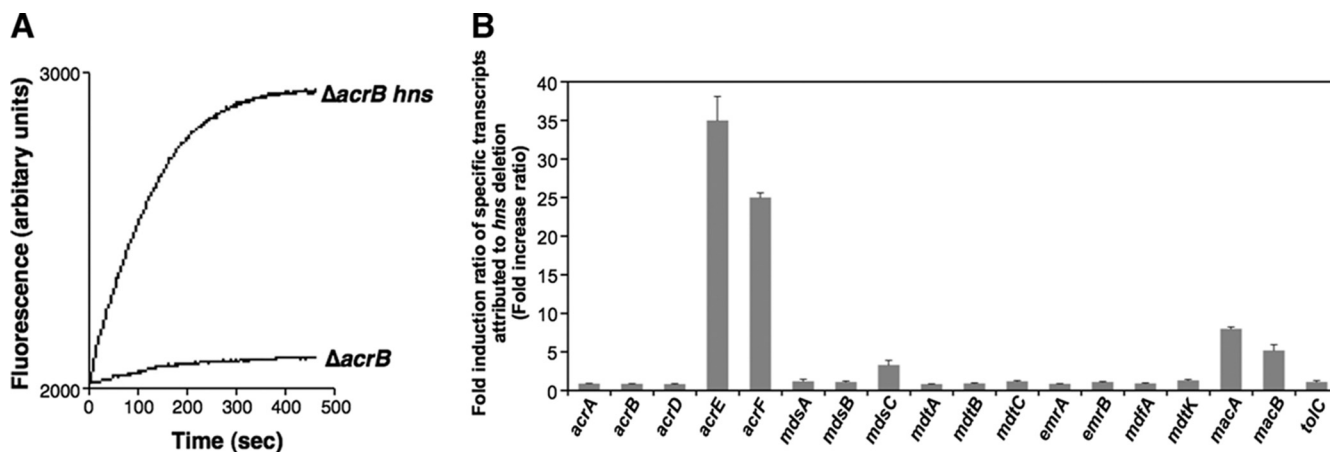 A
Fluorescence (arbitary units)
3000
2000
ΔacrB hns
ΔacrB
0
100
200
300
400
500
Time (sec)
B
Fold induction ratio of specific transcripts
attributed to hns deletion
(Fold increase ratio)
40
35
30
25
20
15
10
5
0
acrA
acrB
acrD
acrE
acrF
mdsA
mdsB
mdsC
mdtA
mdtB
mdtC
emrA
emrB
mdfA
mdtK
macA
macB
tolC